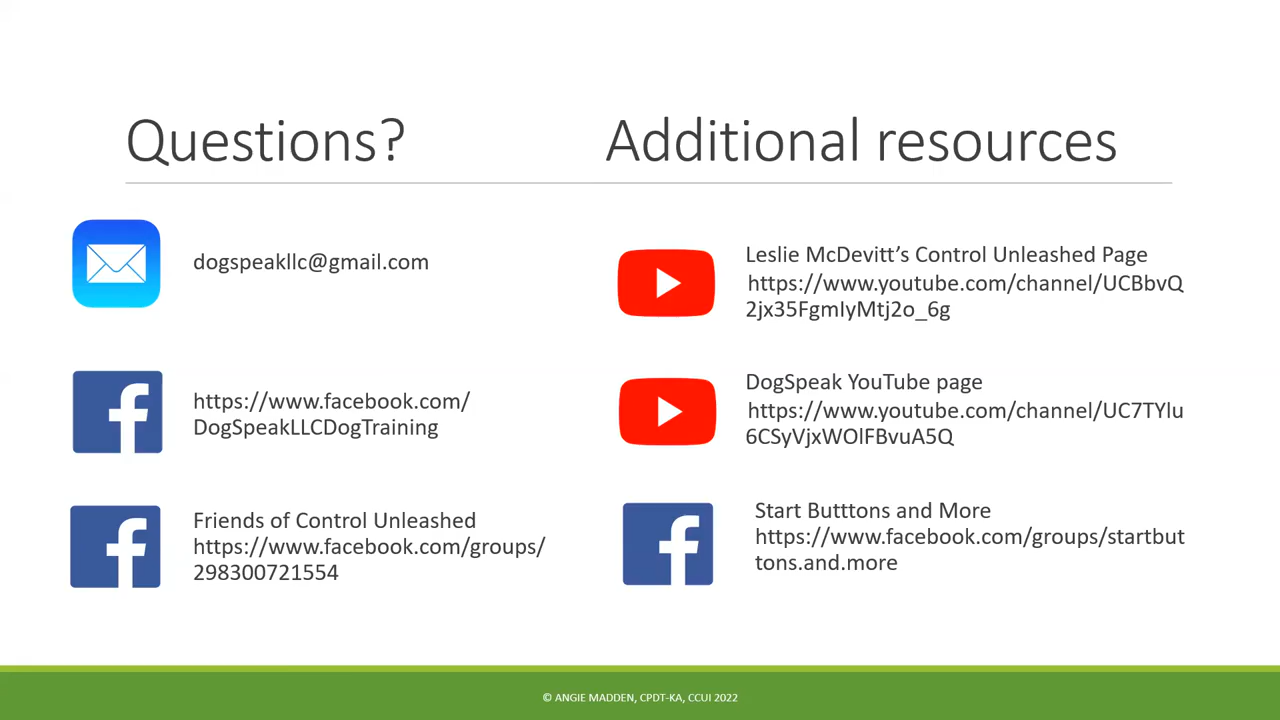 Questions?
Additional resources
dogspeakllc@gmail.com
https://www.facebook.com/
DogSpeakLLCDogTraining
Friends of Control Unleashed
https://www.facebook.com/groups/
298300721554
Leslie McDevitt’s Control Unleashed Page
https://www.youtube.com/channel/UCBbvQ
2jx35FgmIyMtj2o_6g
DogSpeak YouTube page
https://www.youtube.com/channel/UC7TYlu
6CSyVjxWOlFBvuA5Q
Start Butttons and More
https://www.facebook.com/groups/startbut
tons.and.more
© ANGIE MADDEN, CPDT-KA, CCUI 2022